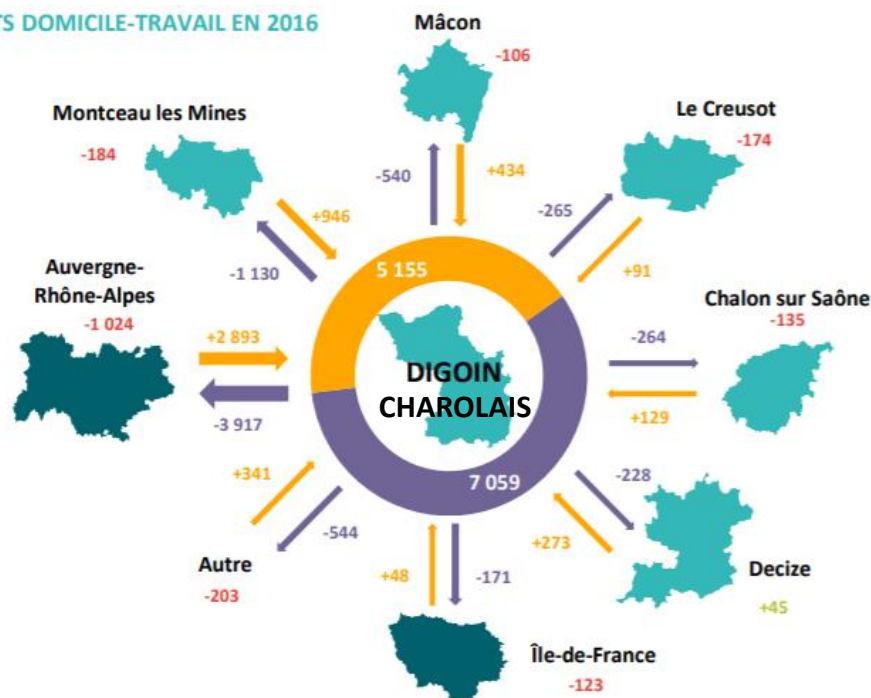 TS DOMICILE-TRAVAIL EN 2016
Mâcon
-106
Montceau les Mines
-184
Le Creusot
-174
-540
+434
+946
-1 130
-265
+91
5 155
Auvergne-
Rhône-Alpes
-1 024
+2 893
-3 917
Chalon sur Saône
-135
-264
+129
DIGOIN
CHAROLAIS
7 059
+341
-544
Autre
-203
-228
+273
Decize
+45
+48
-171
Île-de-France
-123